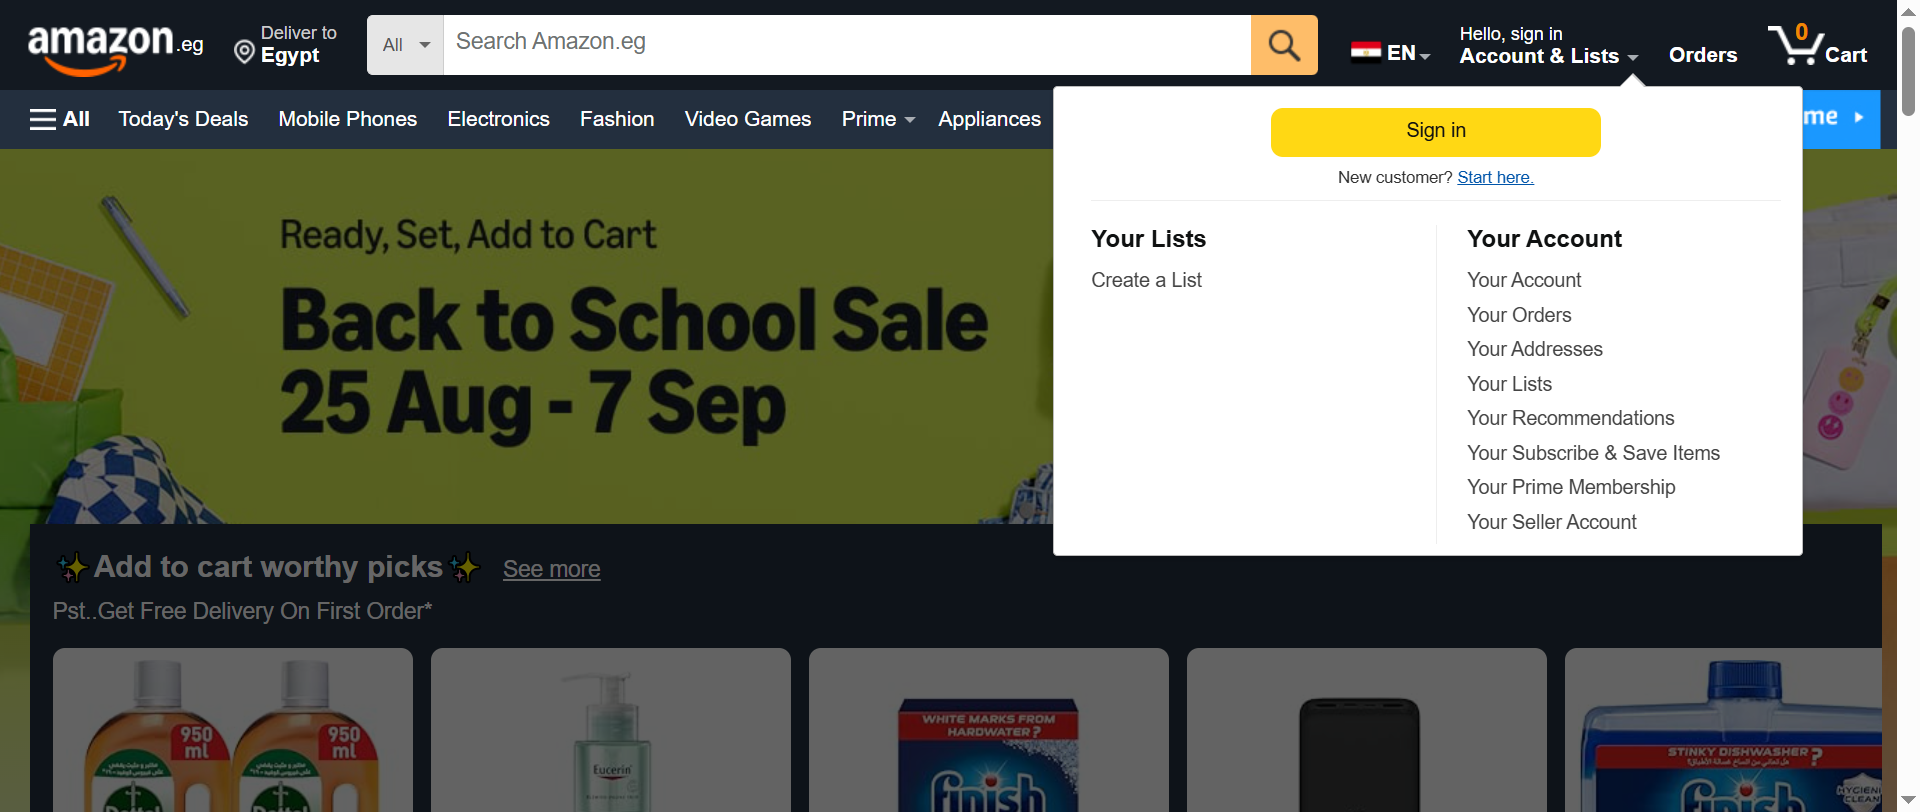 amazon.eg
Deliver to
Egypt
All
Search Amazon.eg
EN
Hello, sign in
Account & Lists
Orders
0
Cart
All
Today's Deals
Mobile Phones
Electronics
Fashion
Video Games
Prime
Appliances
me
Sign in
New customer? Start here.
Your Lists
Create a List
Your Account
Your Account
Your Orders
Your Addresses
Your Lists
Your Recommendations
Your Subscribe & Save Items
Your Prime Membership
Your Seller Account
Ready, Set, Add to Cart
Back to School Sale
25 Aug - 7 Sep
✨Add to cart worthy picks✨
See more
Pst..Get Free Delivery On First Order*
950
ml
950
ml
Eucerin
WHITE MARKS FROM
HARDWATER?
finish
STINKY DISHWASHER?
finish